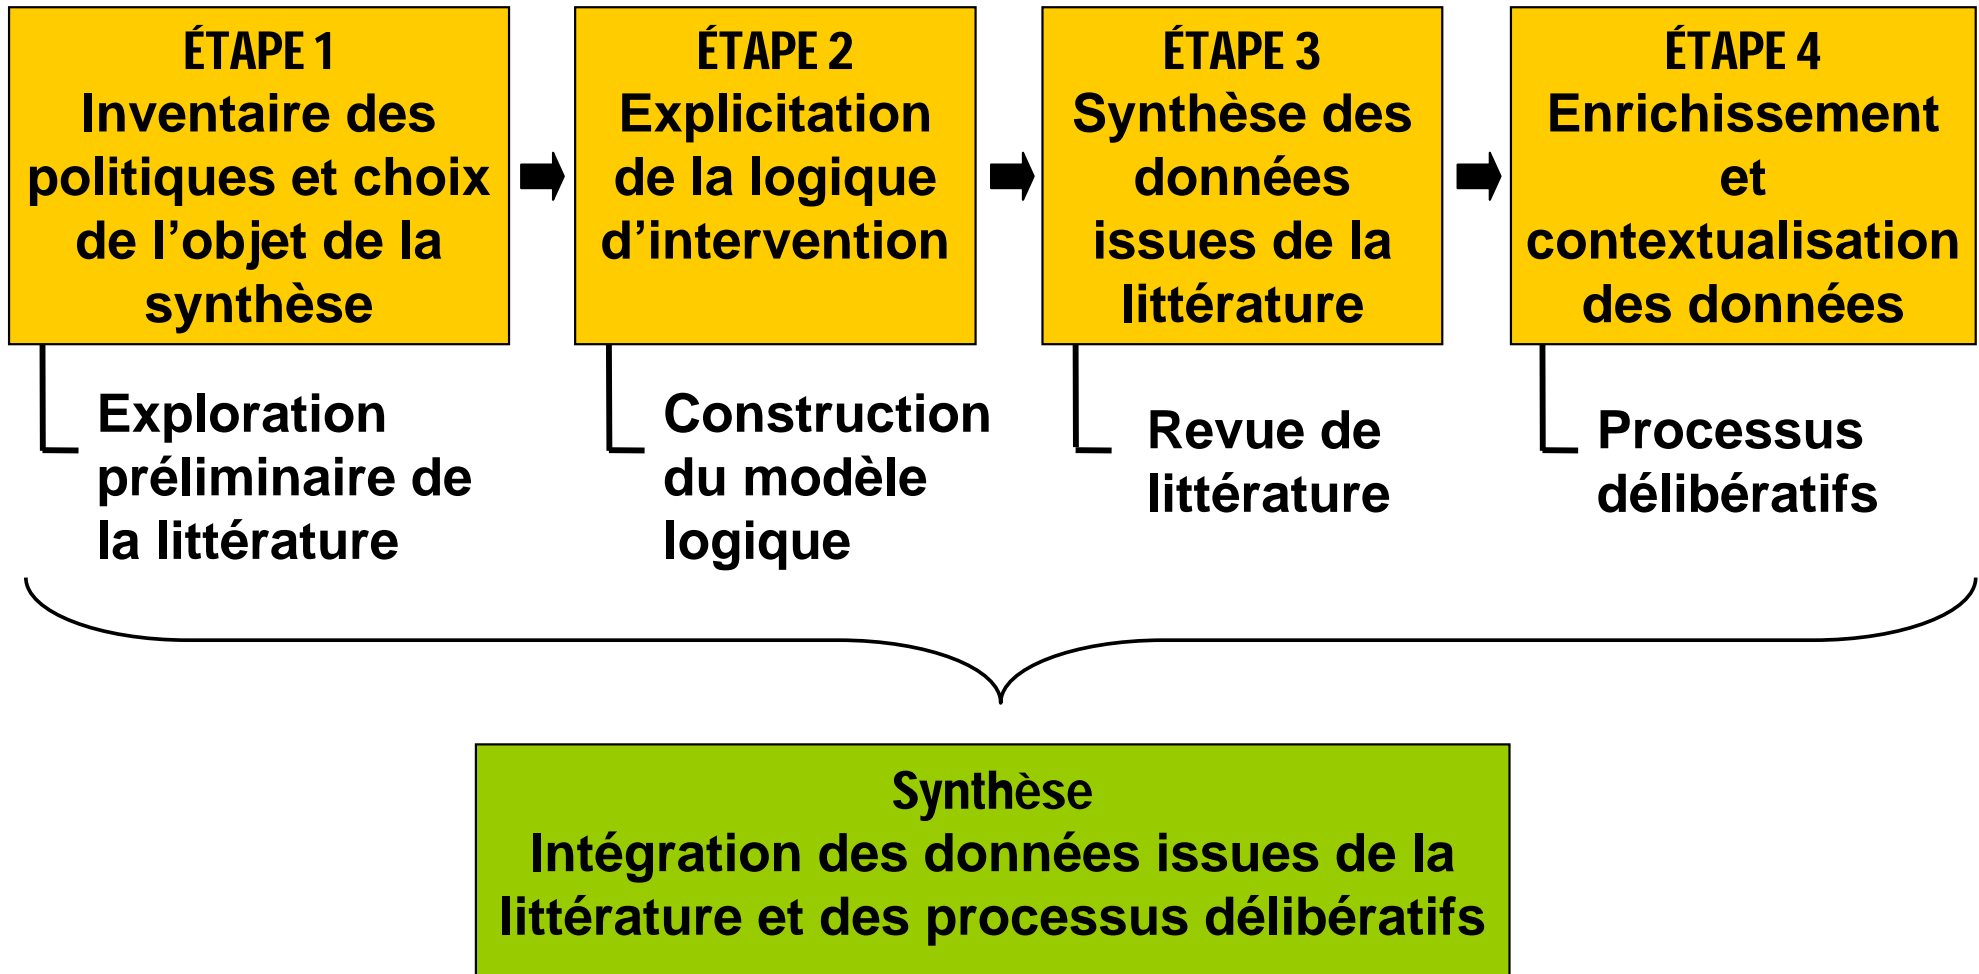 ÉTAPE 1
Inventaire des
politiques et choix
de l’objet de la
synthèse
ÉTAPE 2
Explicitation
de la logique
d’intervention
ÉTAPE 3
Synthèse des
données
issues de la
littérature
ÉTAPE 4
Enrichissement
et
contextualisation
des données
Exploration
préliminaire de
la littérature
Construction
du modèle
logique
Revue de
littérature
Processus
délibératifs
Synthèse
Intégration des données issues de la
littérature et des processus délibératifs